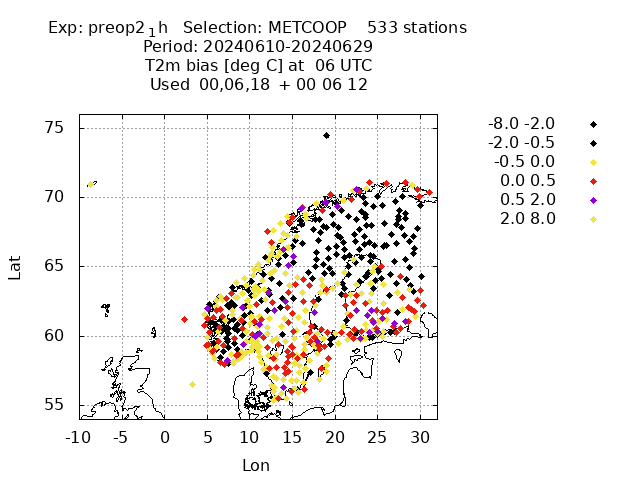 Exp: preop2_1h Selection: METCOOP 533 stations
Period: 20240610-20240629
T2m bias [deg C] at 06 UTC
Used 00,06,18 + 00 06 12
-8.0 -2.0
-2.0 -0.5
-0.5 0.0
0.0 0.5
0.5 2.0
2.0 8.0
75
70
65
60
55
Lat
-10 -5 0 5 10 15 20 25 30
Lon